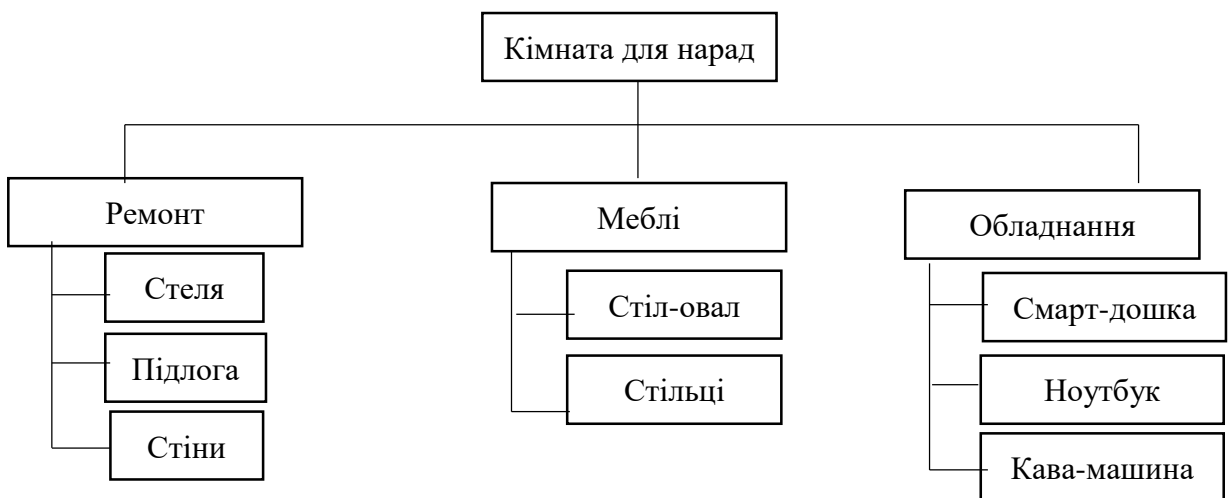 Кімната для нарад
Ремонт
Стеля
Підлога
Стіни
Меблі
Стіл-овал
Стільці
Обладнання
Смарт-дошка
Ноутбук
Кава-машина